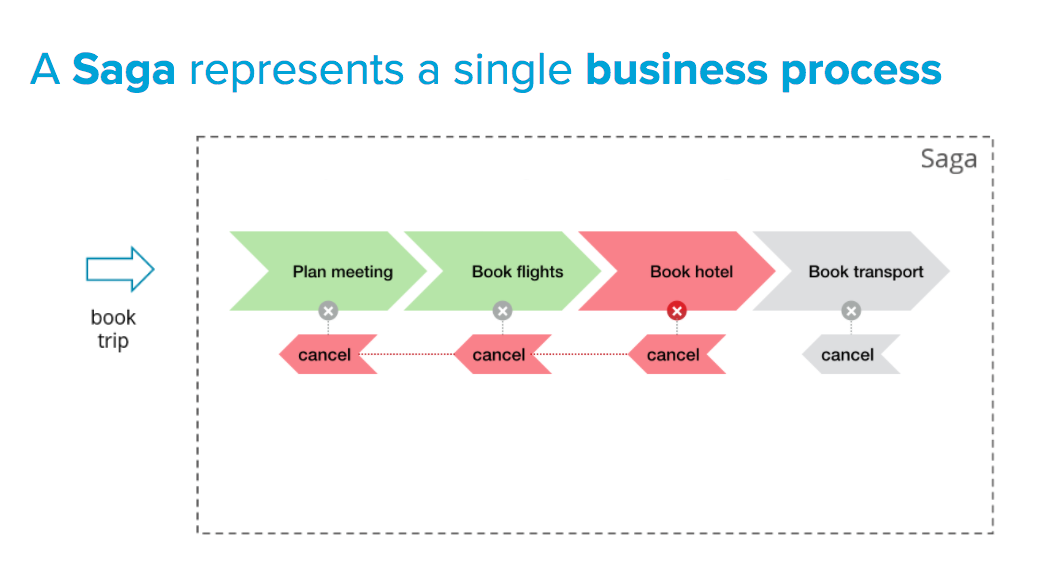 A Saga represents a single business process
Saga
book
trip
Plan meeting
Book flights
Book hotel
Book transport
cancel
cancel
cancel
cancel